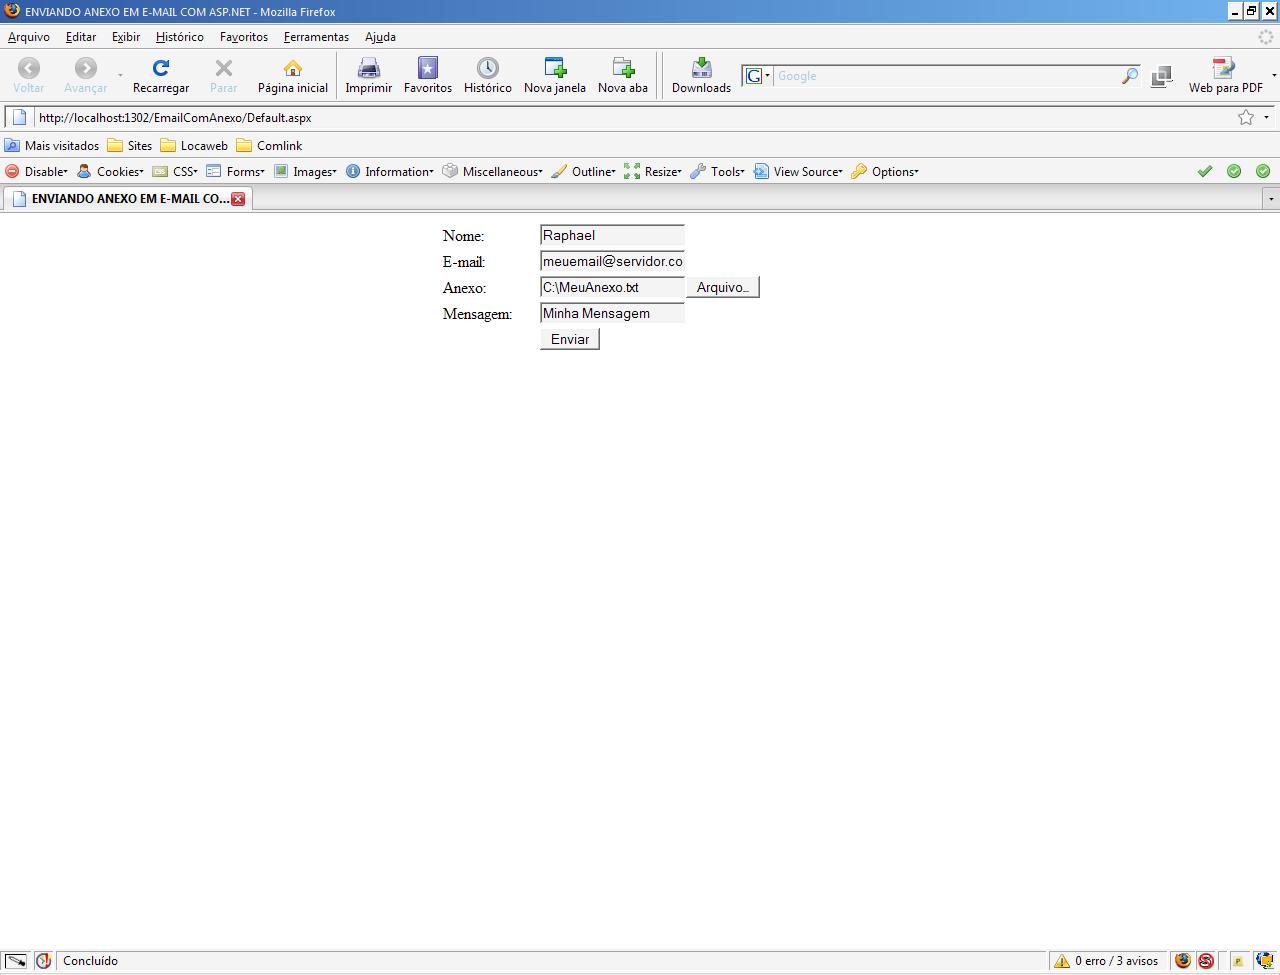 ENVIANDO ANEXO EM E-MAIL COM ASP.NET - Mozilla Firefox
Arquivo Editar Exibir Histórico Favoritos Ferramentas Ajuda
Voltar Avançar Recarregar Parar Página inicial Imprimir Favoritos Histórico Nova janela Nova aba Downloads G Google Web para PDF
http://localhost:1302/EmailComAnexo/Default.aspx
Mais visitados Sites Locaweb Comlink
Disable Cookies CSS Forms Images Information Miscellaneous Outline Resize Tools View Source Options
ENVIANDO ANEXO EM E-MAIL CO...
Nome: Raphael
E-mail: meuemail@servidor.co
Anexo: C:\MeuAnexo.txt Arquivo...
Mensagem: Minha Mensagem
Enviar
Concluído 0 erro / 3 avisos P